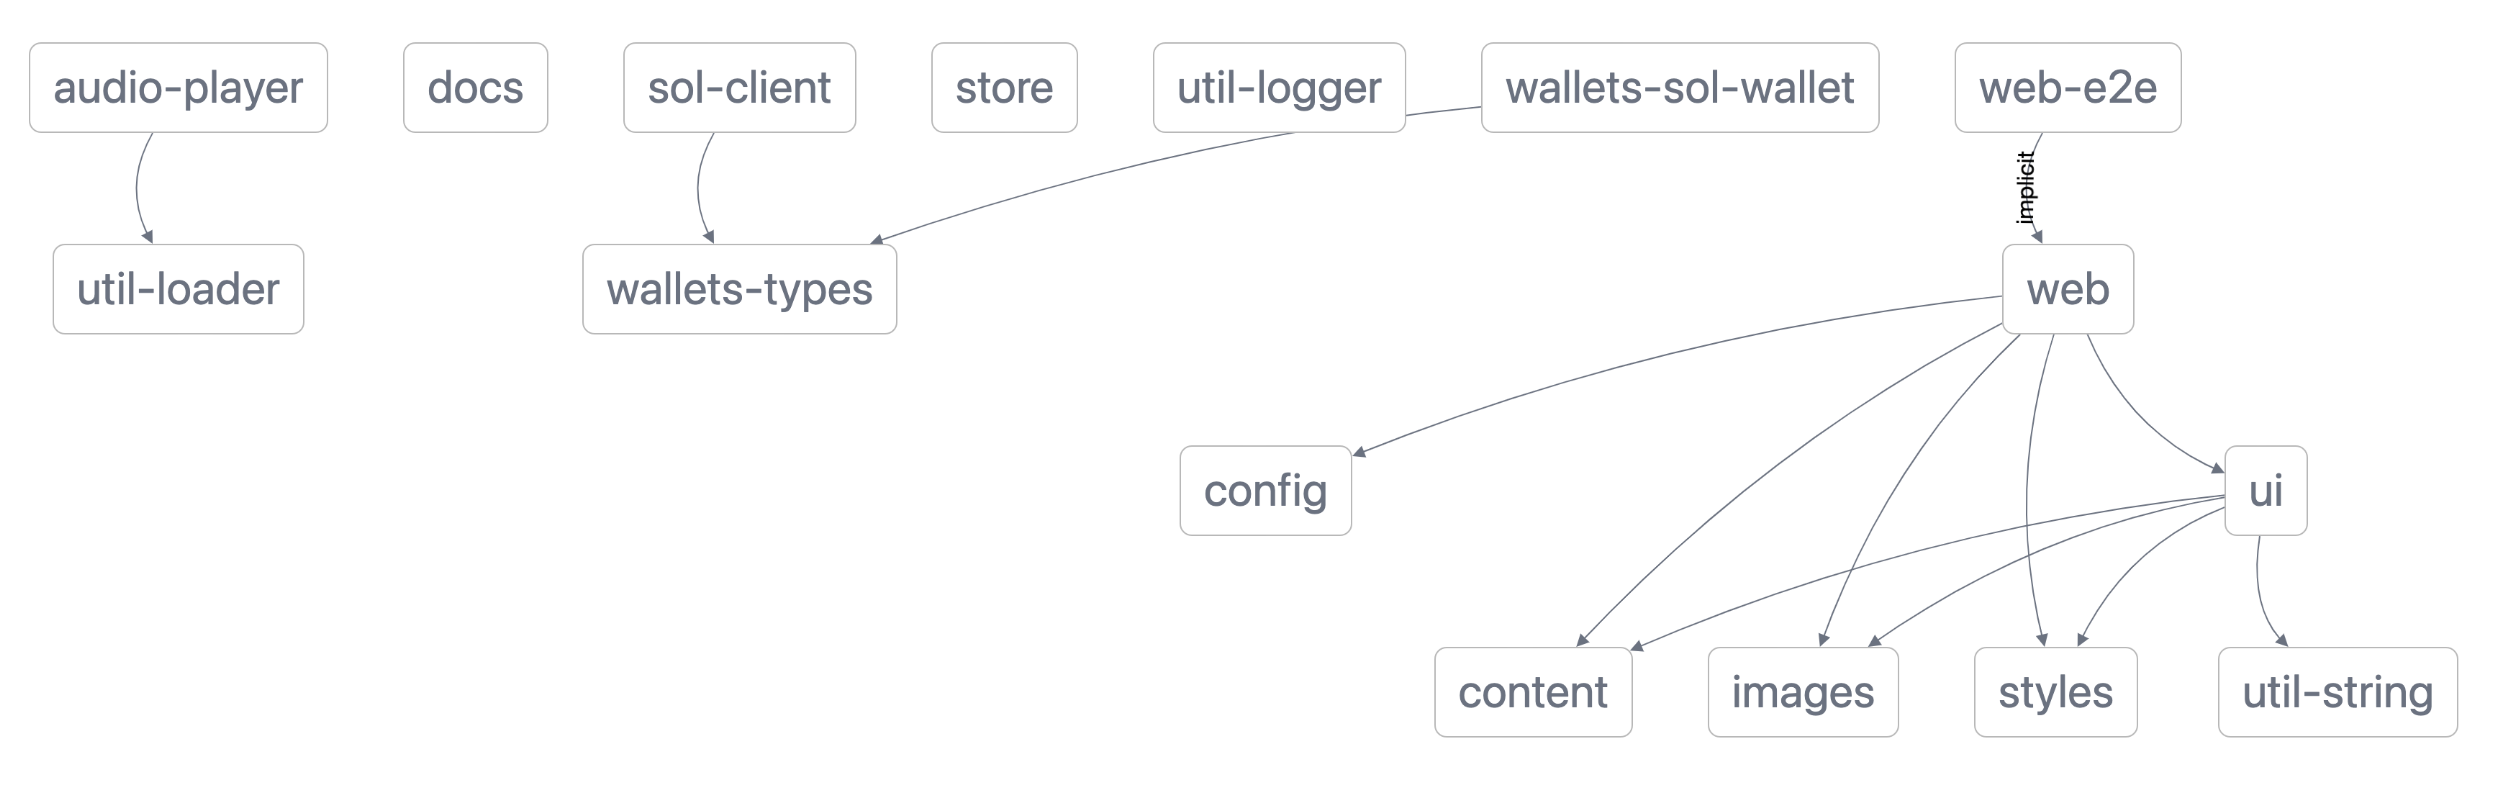 audio-player
docs
sol-client
store
util-logger
wallets-sol-wallet
web-e2e
implicit
util-loader
wallets-types
web
config
ui
content
images
styles
util-string